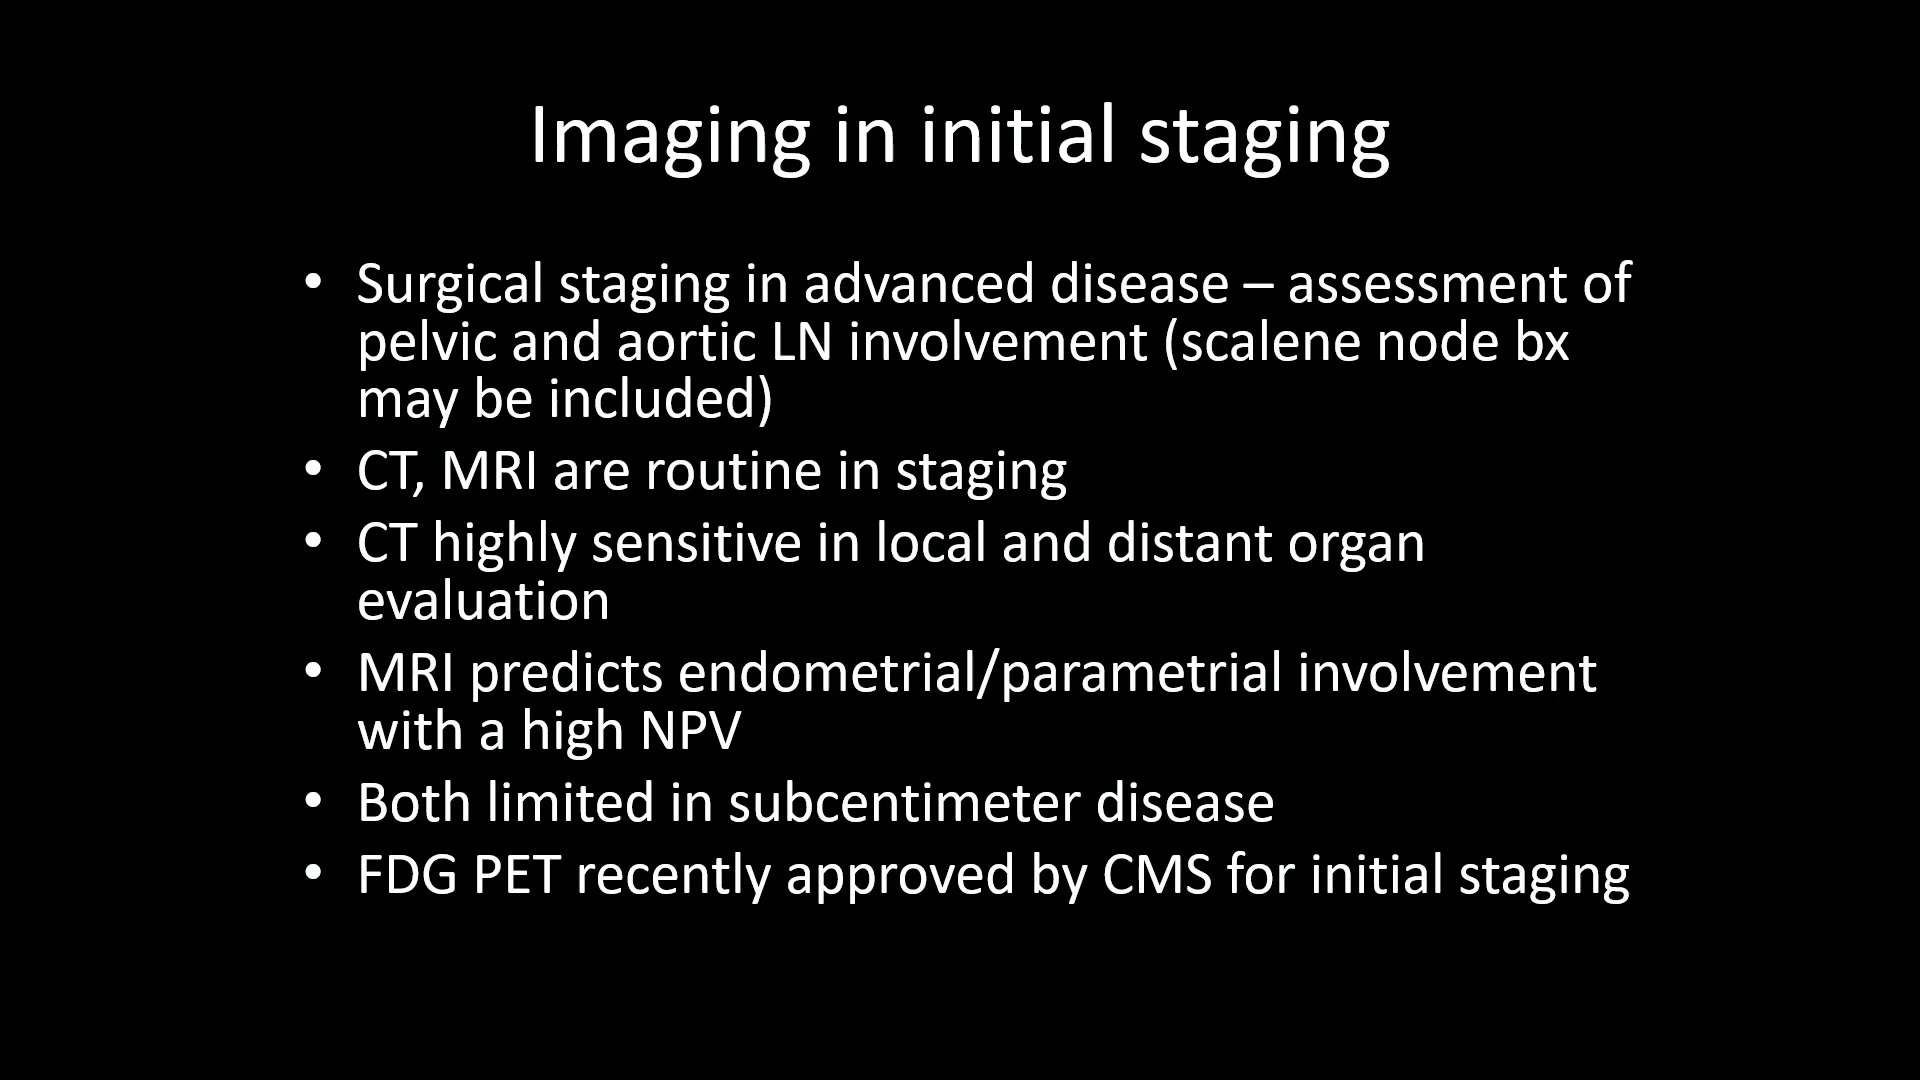 Imaging in initial staging
• Surgical staging in advanced disease – assessment of
pelvic and aortic LN involvement (scalene node bx
may be included)
• CT, MRI are routine in staging
• CT highly sensitive in local and distant organ
evaluation
• MRI predicts endometrial/parametrial involvement
with a high NPV
• Both limited in subcentimeter disease
• FDG PET recently approved by CMS for initial staging